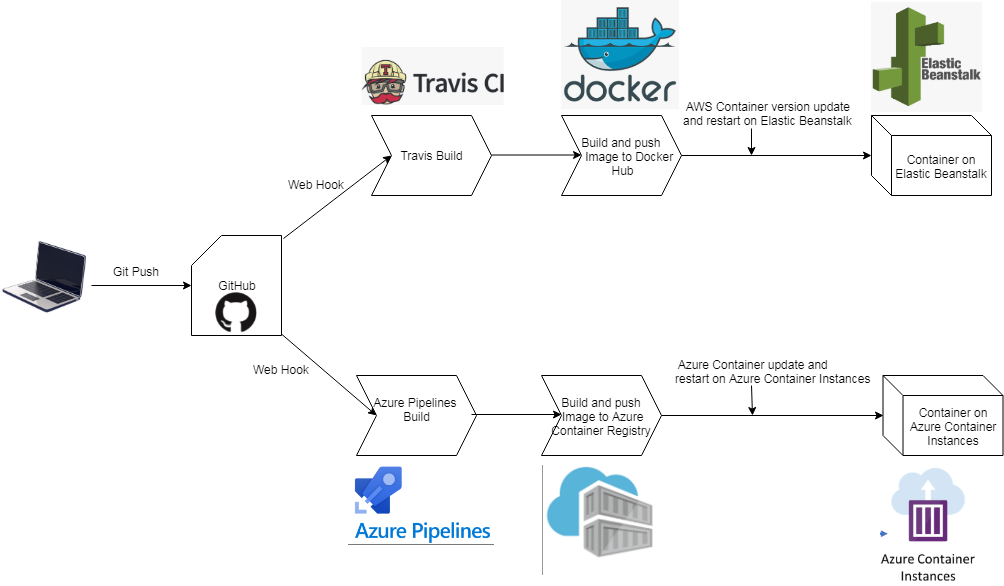 Travis CI
docker
Elastic
Beanstalk
AWS Container version update
and restart on Elastic Beanstalk
Travis Build
Build and push
Image to Docker
Hub
Container on
Elastic Beanstalk
Web Hook
Git Push
GitHub
Web Hook
Azure Container update and
restart on Azure Container Instances
Azure Pipelines
Build
Build and push
Image to Azure
Container Registry
Container on
Azure Container
Instances
Azure Pipelines
Azure Container
Instances